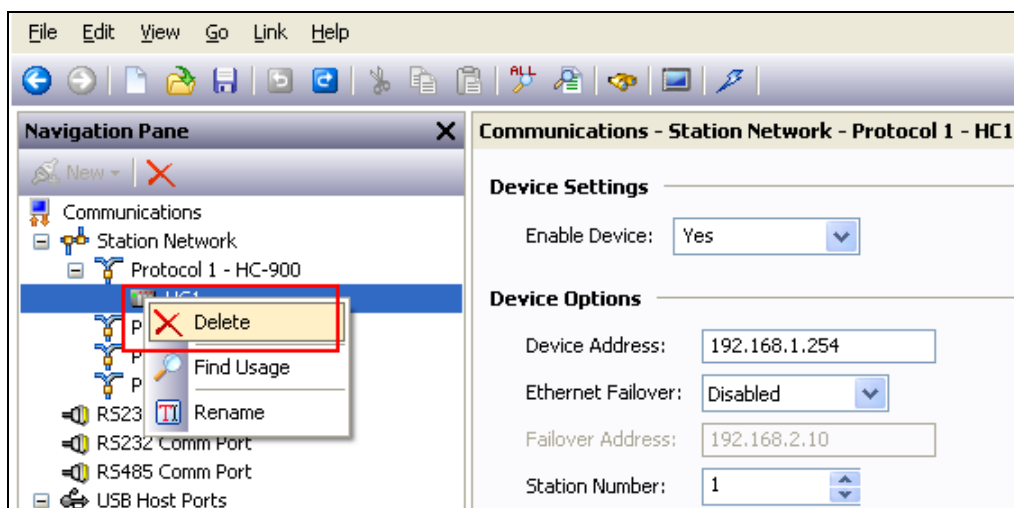 File Edit View Go Link Help
ALL
Navigation Pane
Communications - Station Network - Protocol 1 - HC1
New
Device Settings
Communications
Enable Device: Yes
Station Network
Protocol 1 - HC-900
HC1
Device Options
Delete
P
Device Address: 192.168.1.254
P
Find Usage
Ethernet Failover: Disabled
P
RS23
Rename
Failover Address: 192.168.2.10
RS232 Comm Port
RS485 Comm Port
Station Number: 1
USB Host Ports